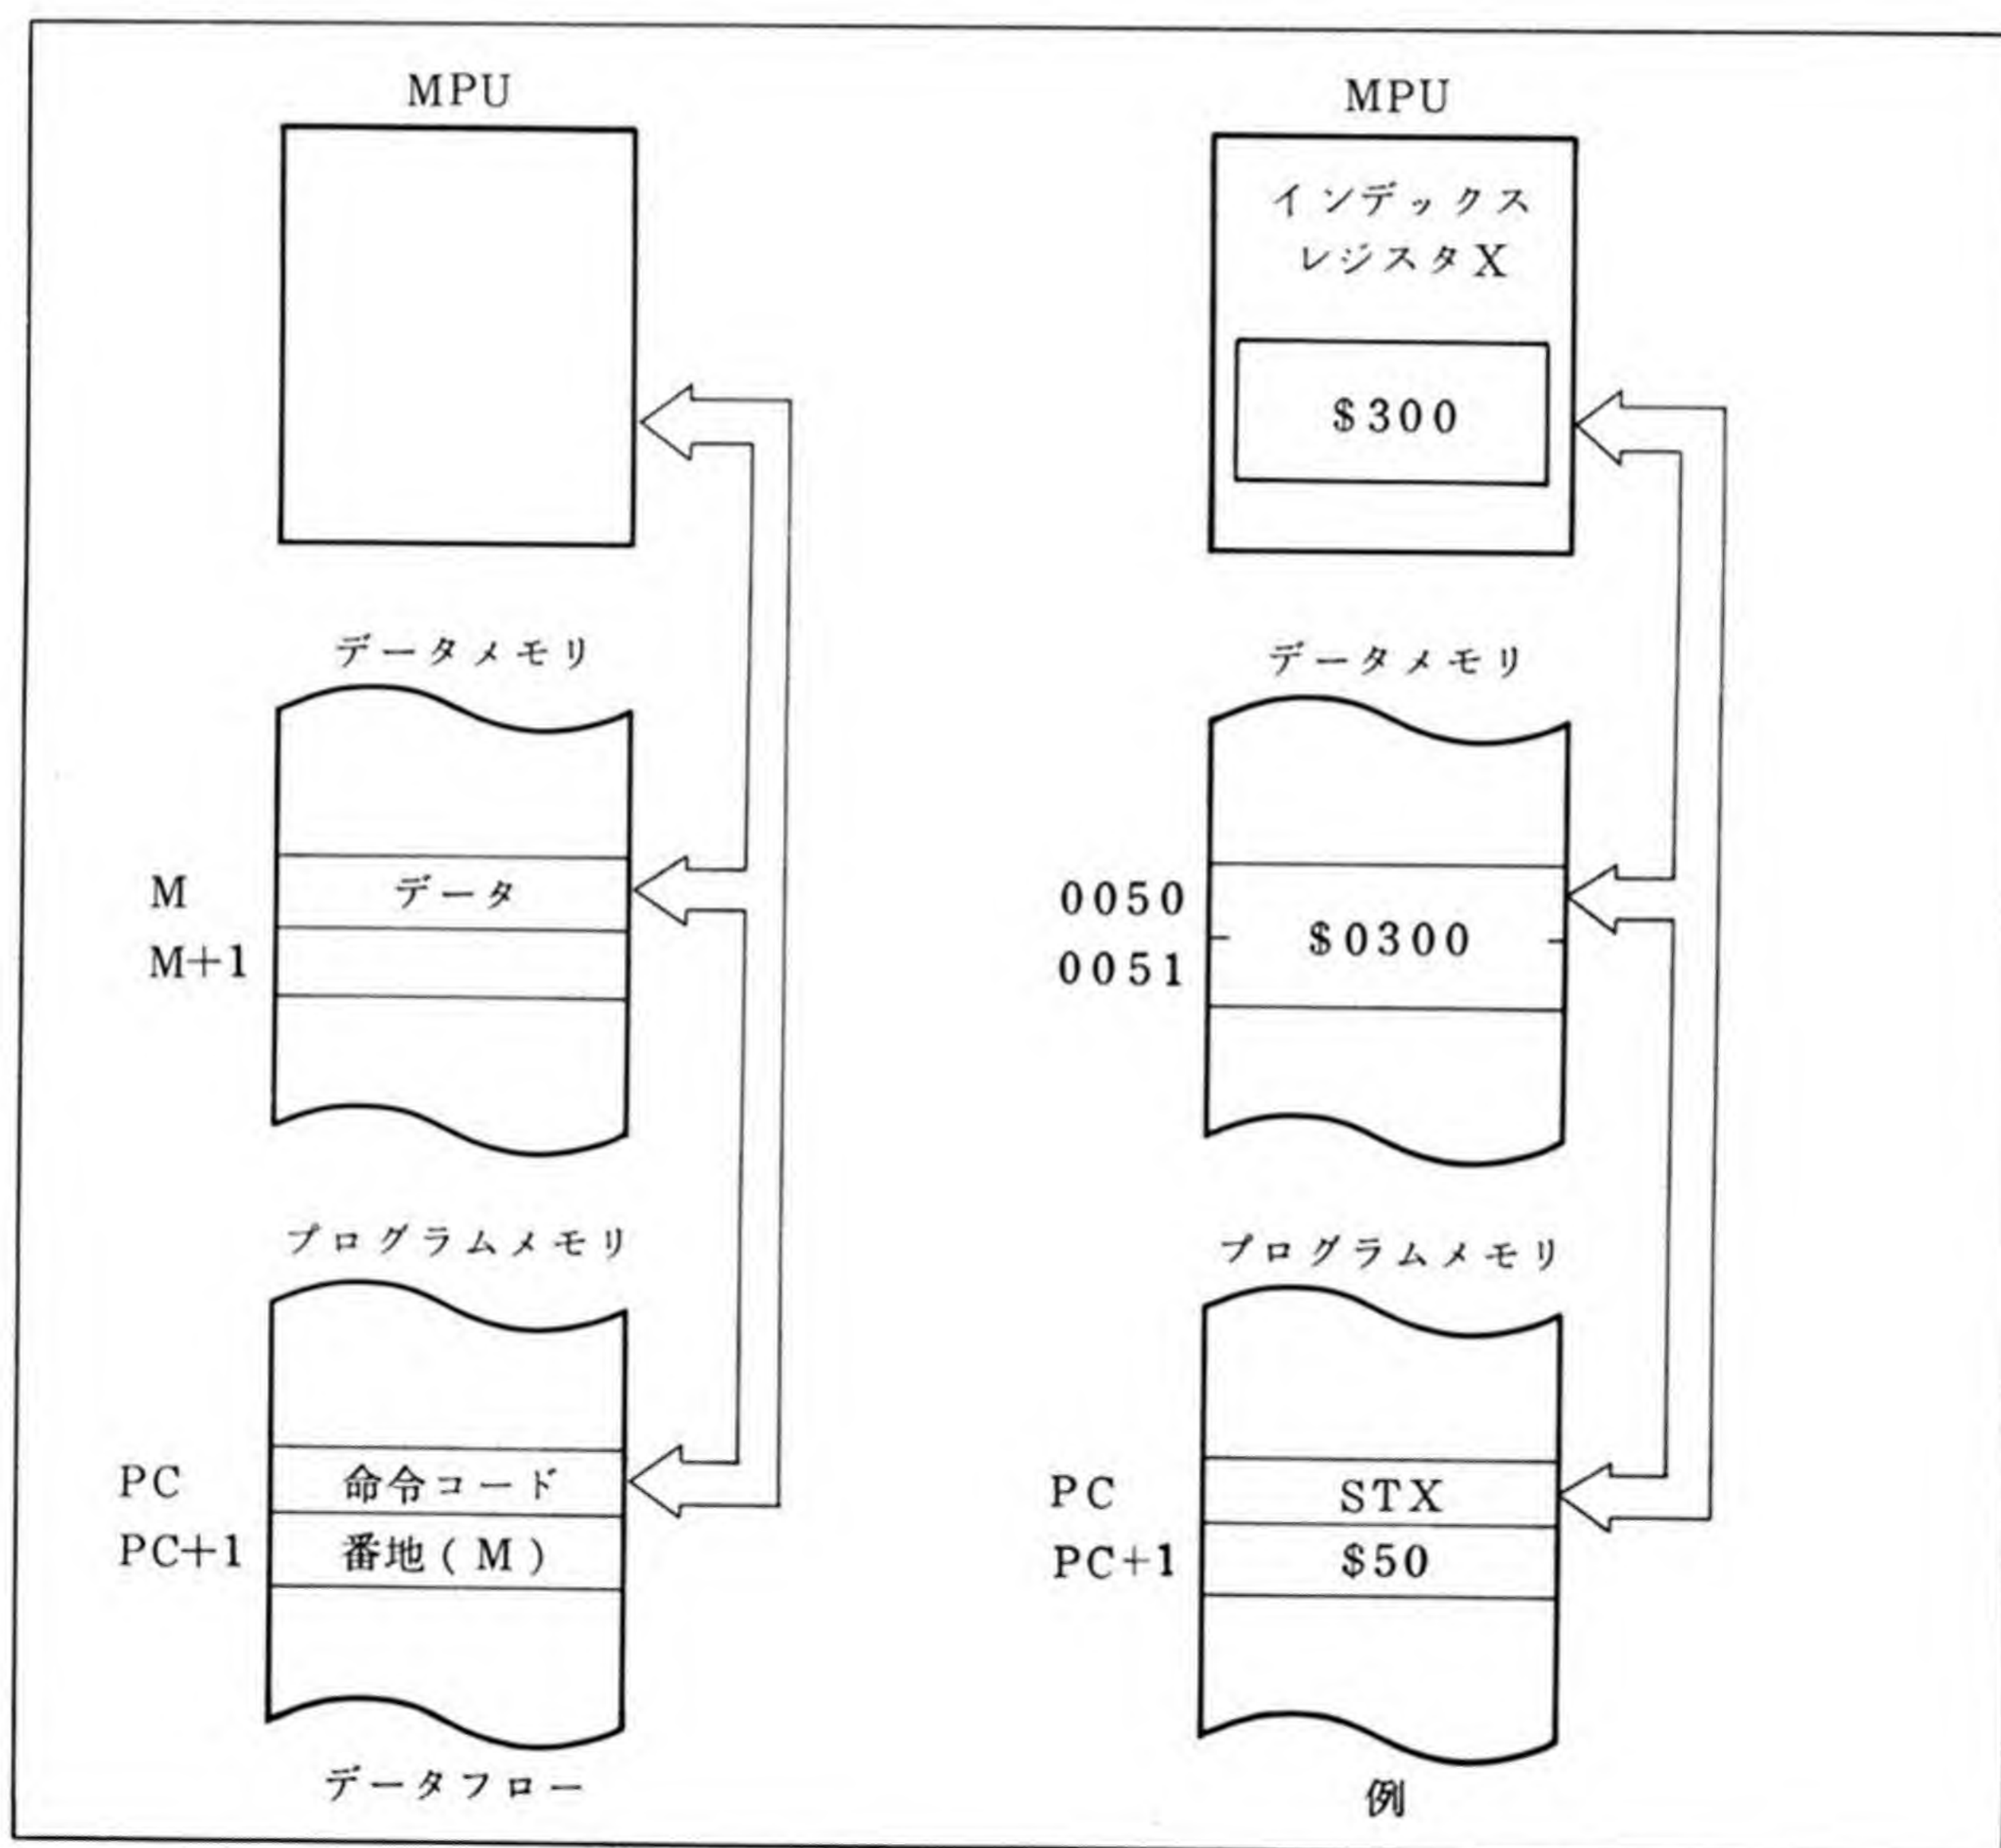 MPU
データメモリ
M
データ
M+1
プログラムメモリ
PC
命令コード
PC+1
番地(M)
データフロー
MPU
インデックス
レジスタX
$300
データメモリ
0050
$0300
0051
プログラムメモリ
PC
STX
PC+1
$50
例